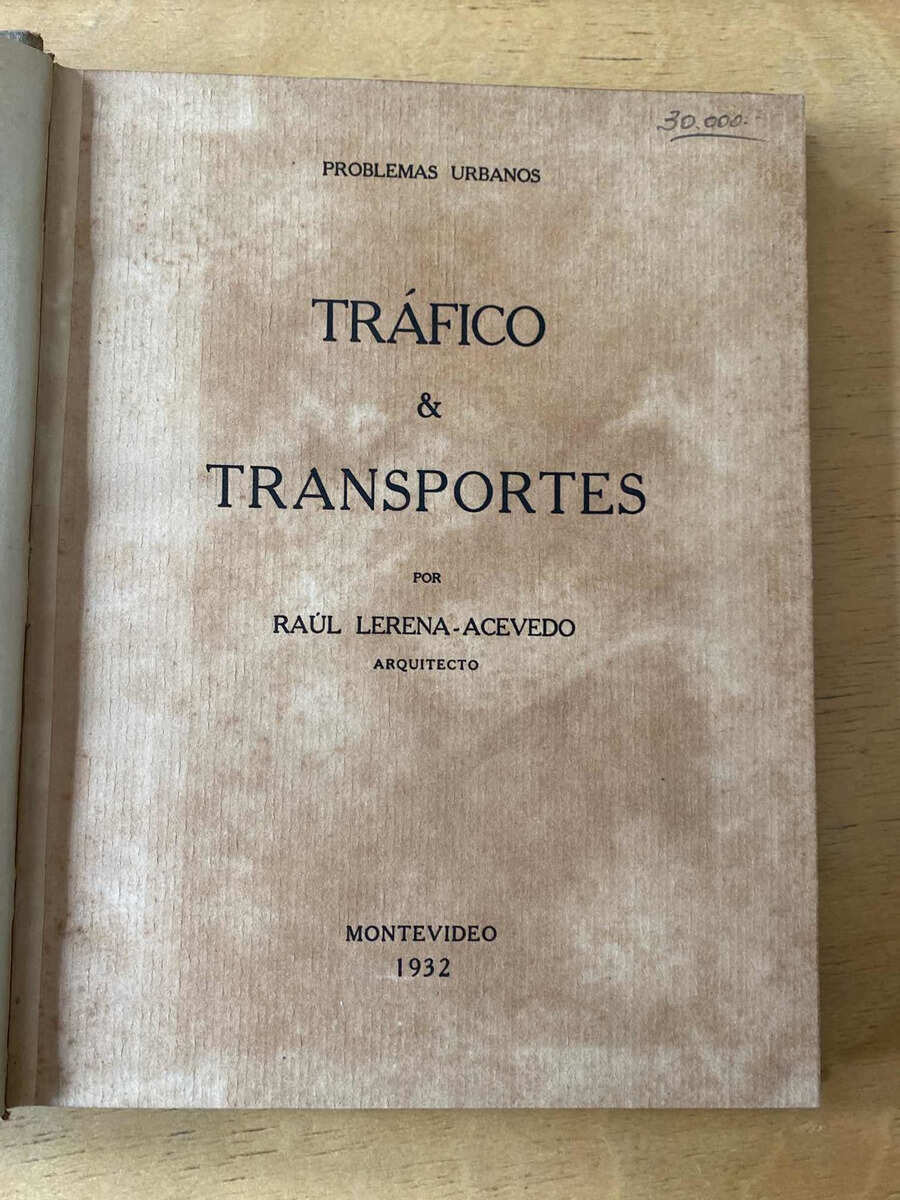 30.000.-
PROBLEMAS URBANOS
TRÁFICO
&
TRANSPORTES
POR
RAÚL LERENA-ACEVEDO
ARQUITECTO
MONTEVIDEO
1932